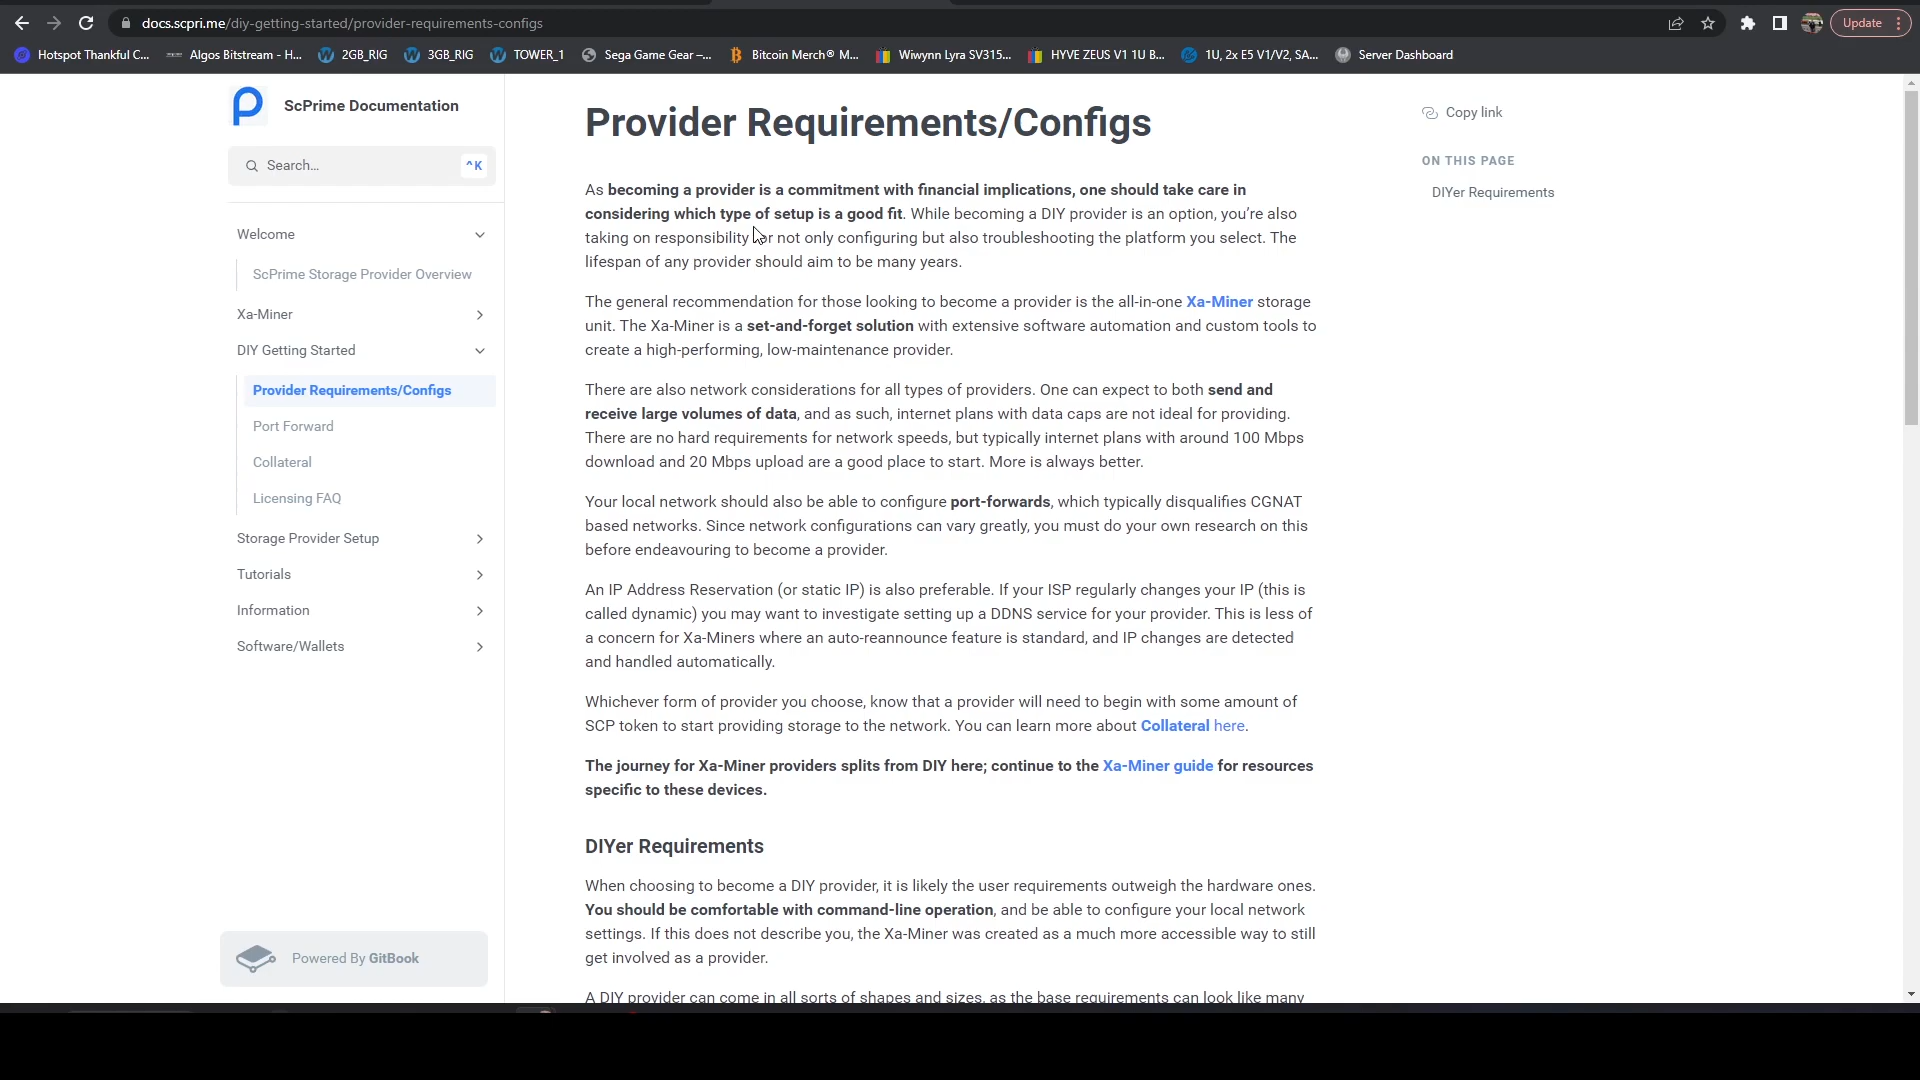 docs.scpri.me/diy-getting-started/provider-requirements-configs
Update
Hotspot Thankful C...
Algos Bitstream - H...
2GB_RIG
3GB_RIG
TOWER_1
Sega Game Gear –...
Bitcoin Merch® M...
Wiwynn Lyra SV315...
HYVE ZEUS V1 1U B...
1U, 2x E5 V1/V2, SA...
Server Dashboard
ScPrime Documentation
Search...
^K
Welcome
ScPrime Storage Provider Overview
Xa-Miner
DIY Getting Started
Provider Requirements/Configs
Port Forward
Collateral
Licensing FAQ
Storage Provider Setup
Tutorials
Information
Software/Wallets
Powered By GitBook
Provider Requirements/Configs
As becoming a provider is a commitment with financial implications, one should take care in
considering which type of setup is a good fit. While becoming a DIY provider is an option, you're also
taking on responsibility for not only configuring but also troubleshooting the platform you select. The
lifespan of any provider should aim to be many years.
The general recommendation for those looking to become a provider is the all-in-one Xa-Miner storage
unit. The Xa-Miner is a set-and-forget solution with extensive software automation and custom tools to
create a high-performing, low-maintenance provider.
There are also network considerations for all types of providers. One can expect to both send and
receive large volumes of data, and as such, internet plans with data caps are not ideal for providing.
There are no hard requirements for network speeds, but typically internet plans with around 100 Mbps
download and 20 Mbps upload are a good place to start. More is always better.
Your local network should also be able to configure port-forwards, which typically disqualifies CGNAT
based networks. Since network configurations can vary greatly, you must do your own research on this
before endeavouring to become a provider.
An IP Address Reservation (or static IP) is also preferable. If your ISP regularly changes your IP (this is
called dynamic) you may want to investigate setting up a DDNS service for your provider. This is less of
a concern for Xa-Miners where an auto-reannounce feature is standard, and IP changes are detected
and handled automatically.
Whichever form of provider you choose, know that a provider will need to begin with some amount of
SCP token to start providing storage to the network. You can learn more about Collateral here.
The journey for Xa-Miner providers splits from DIY here; continue to the Xa-Miner guide for resources
specific to these devices.
DIYer Requirements
When choosing to become a DIY provider, it is likely the user requirements outweigh the hardware ones.
You should be comfortable with command-line operation, and be able to configure your local network
settings. If this does not describe you, the Xa-Miner was created as a much more accessible way to still
get involved as a provider.
A DIY provider can come in all sorts of shapes and sizes, as the base requirements can look like many
Copy link
ON THIS PAGE
DIYer Requirements